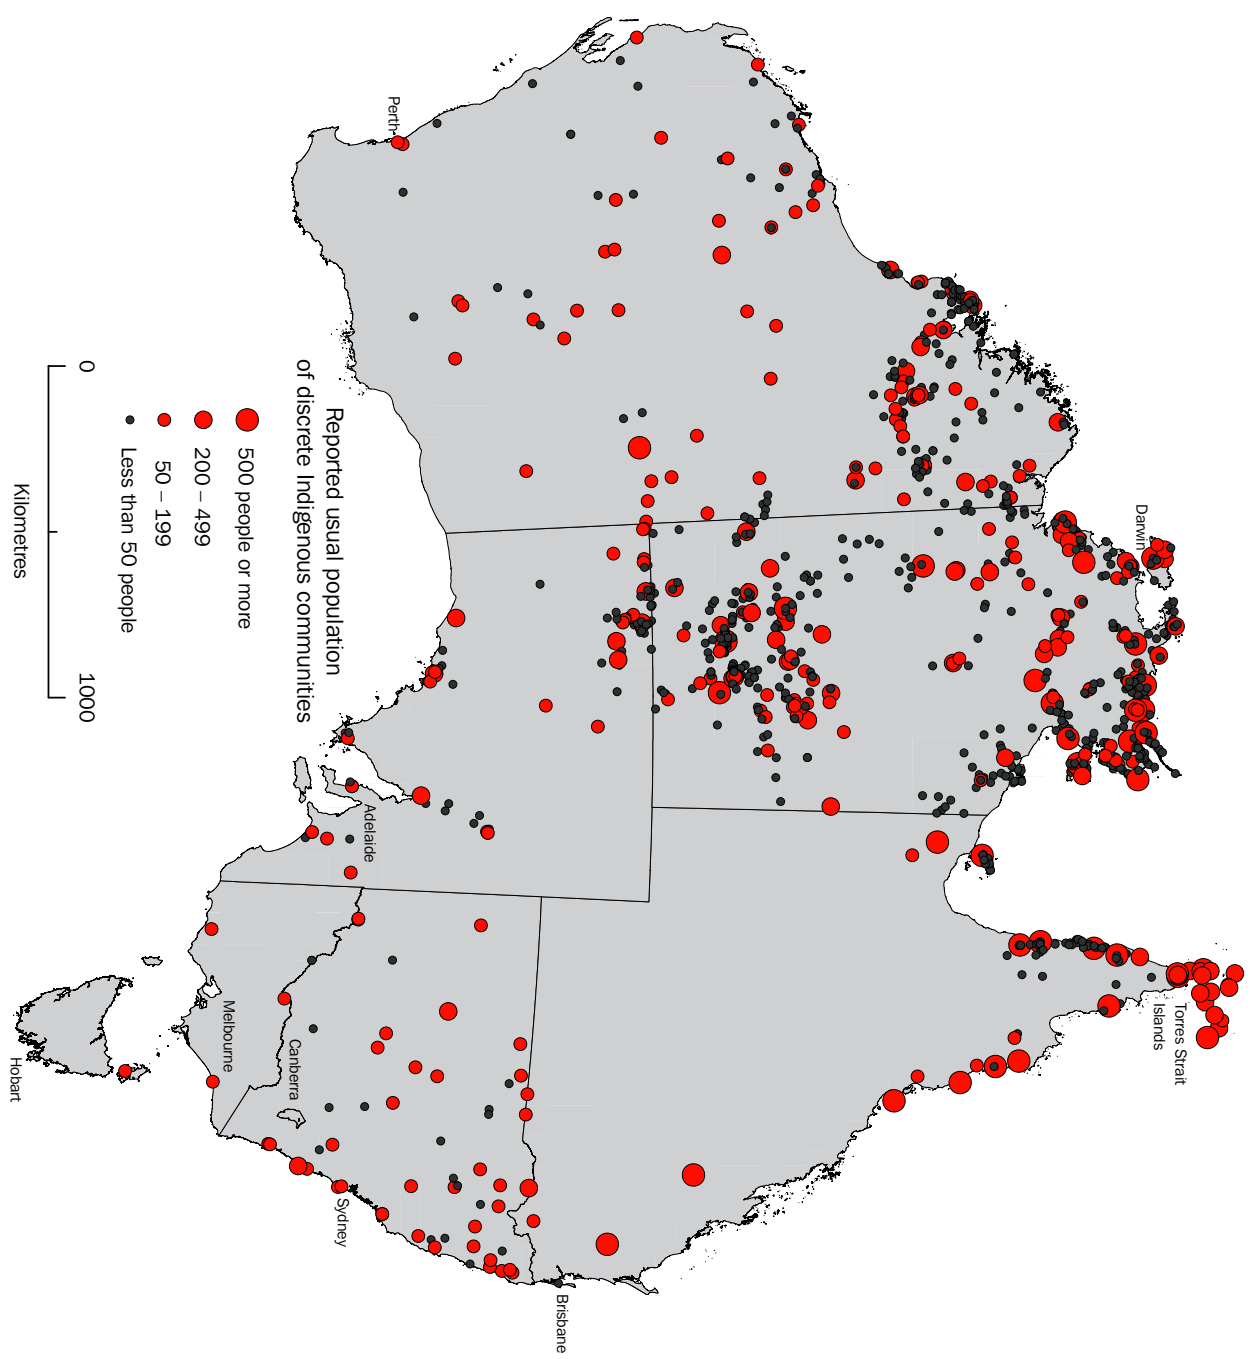 Darwin
Torres Strait
Islands
Perth
Adelaide
Brisbane
Sydney
Canberra
Melbourne
Hobart
Reported usual population
of discrete Indigenous communities
500 people or more
200 – 499
50 – 199
Less than 50 people
0
1000
Kilometres